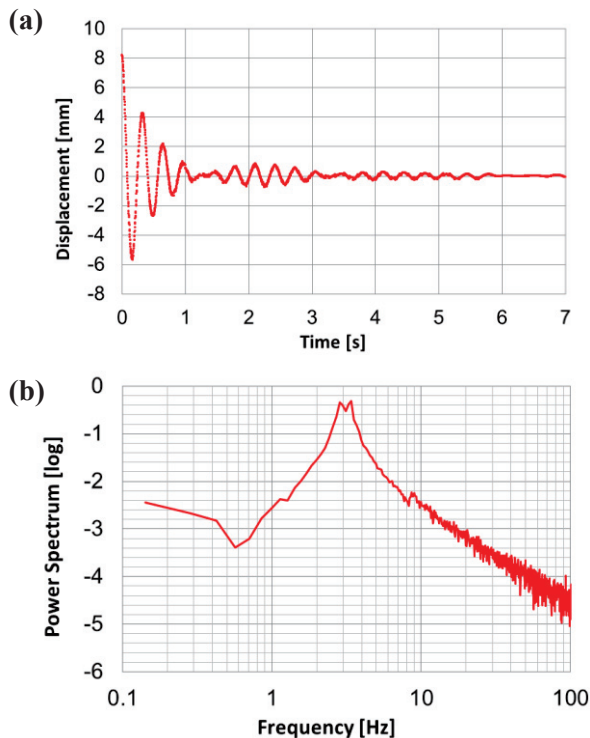 (a)
10
8
6
4
2
0
-2
-4
-6
-8
Displacement [mm]
0 1 2 3 4 5 6 7
Time [s]
(b)
0
-1
-2
-3
-4
-5
-6
Power Spectrum [log]
0.1 1 10 100
Frequency [Hz]